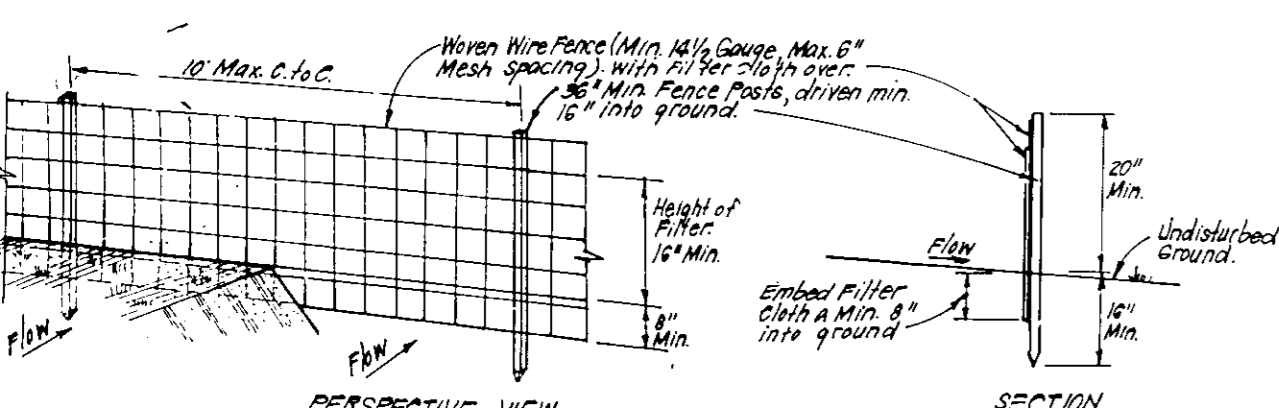 Woven Wire Fence (Min. 14½ Gauge, Max. 6"
Mesh spacing) with Filter cloth over.
36" Min. Fence Posts, driven min.
16" into ground.
10' Max. C. to C.
Height of
Filter.
16" Min.
8"
Min.
Flow
Flow
PERSPECTIVE VIEW
20"
Min.
Flow
Undisturbed
Ground.
Embed Filter
Cloth A Min. 8"
into ground
16"
Min.
SECTION